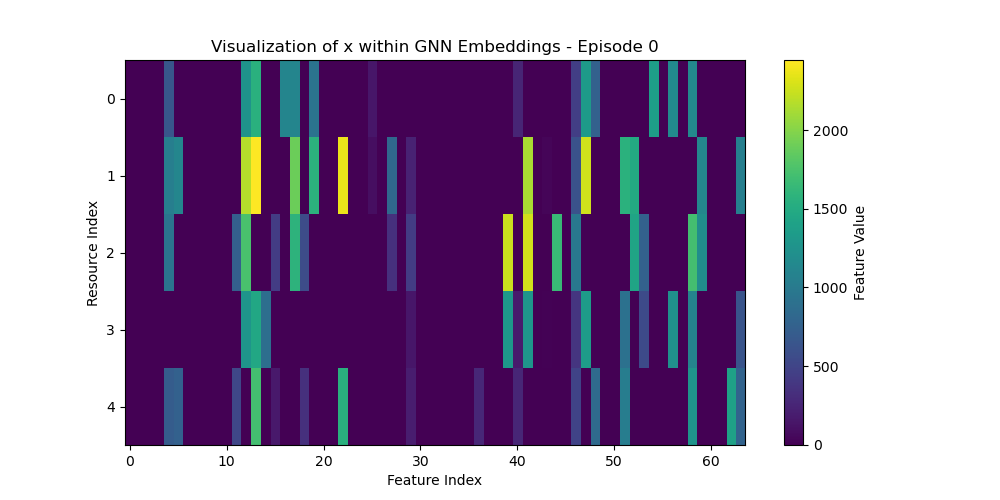 Visualization of x within GNN Embeddings - Episode 0
Resource Index
0
1
2
3
4
0 10 20 30 40 50 60
Feature Index
2000
1500
1000
500
0
Feature Value